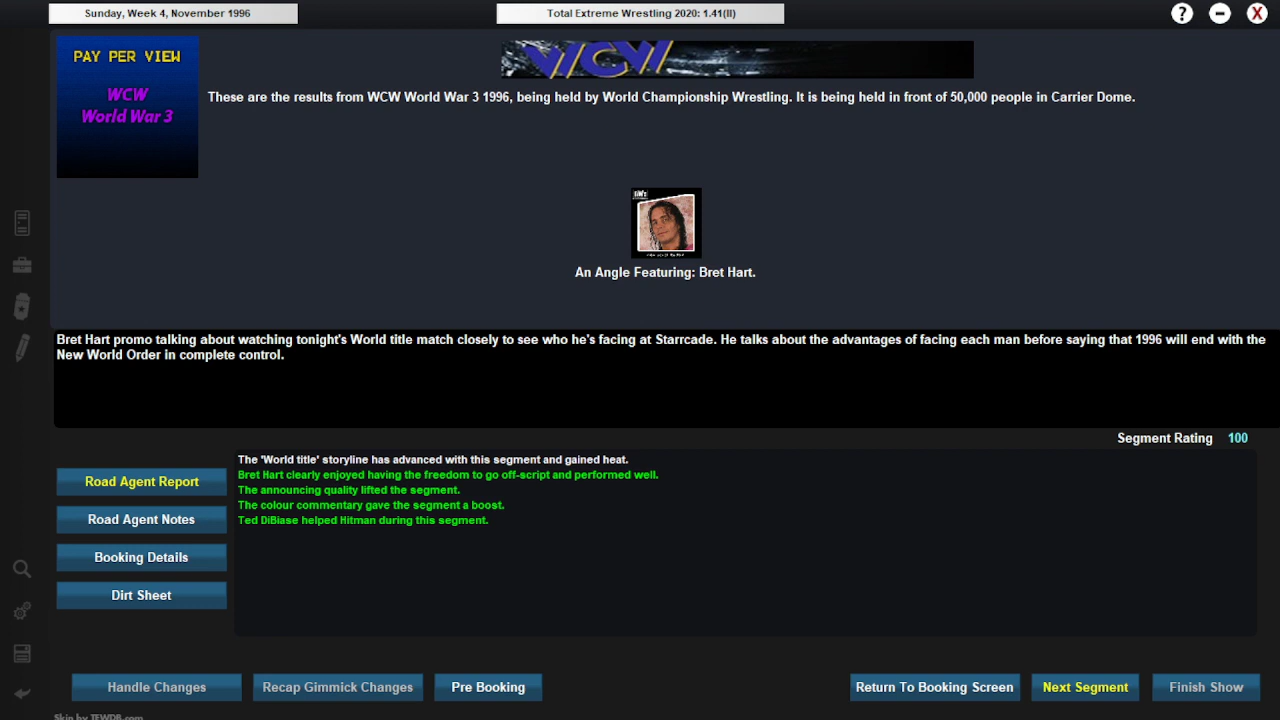 Sunday, Week 4, November 1996
Total Extreme Wrestling 2020: 1.41(II)
?
X
PAY PER VIEW
WCW
World War 3
WCW
These are the results from WCW World War 3 1996, being held by World Championship Wrestling. It is being held in front of 50,000 people in Carrier Dome.
An Angle Featuring: Bret Hart.
Bret Hart promo talking about watching tonight's World title match closely to see who he's facing at Starrcade. He talks about the advantages of facing each man before saying that 1996 will end with the
New World Order in complete control.
Segment Rating 100
The 'World title' storyline has advanced with this segment and gained heat.
Bret Hart clearly enjoyed having the freedom to go off-script and performed well.
The announcing quality lifted the segment.
The colour commentary gave the segment a boost.
Ted DiBiase helped Hitman during this segment.
Road Agent Report
Road Agent Notes
Booking Details
Dirt Sheet
Handle Changes
Recap Gimmick Changes
Pre Booking
Return To Booking Screen
Next Segment
Finish Show
Skin by TEWDB.com